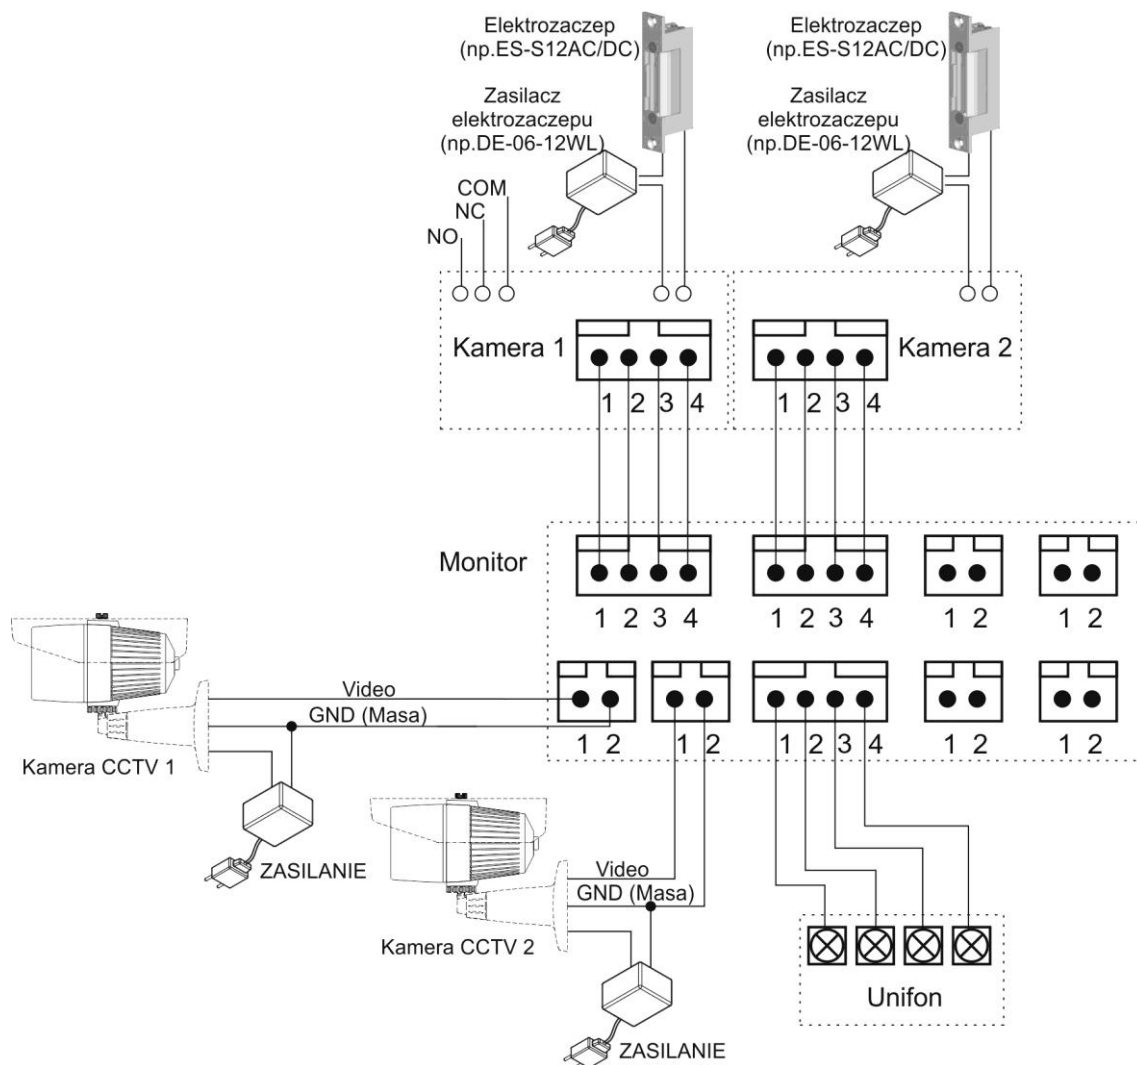 Elektrozaczep
(np.ES-S12AC/DC)
Elektrozaczep
(np.ES-S12AC/DC)
Zasilacz
elektrozaczepu
(np.DE-06-12WL)
Zasilacz
elektrozaczepu
(np.DE-06-12WL)
COM
NC
NO
Kamera 1
1 2 3 4
Kamera 2
1 2 3 4
Monitor
1 2 3 4
1 2 3 4
1 2
1 2
Video
GND (Masa)
1 2
1 2
1 2 3 4
1 2
1 2
Kamera CCTV 1
ZASILANIE
Video
GND (Masa)
Kamera CCTV 2
ZASILANIE
Unifon